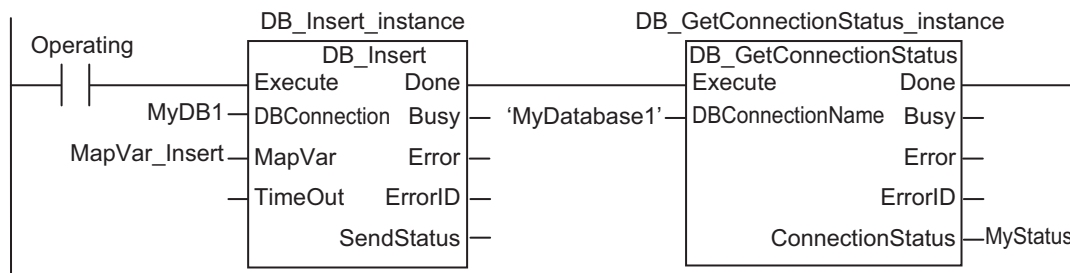 DB_Insert_instance DB_GetConnectionStatus_instance
Operating DB_Insert DB_GetConnectionStatus
Execute Done Execute Done
MyDB1 DBConnection Busy ‘MyDatabase1’ DBConnectionName Busy
MapVar_Insert MapVar Error Error
TimeOut ErrorID ErrorID
SendStatus ConnectionStatus MyStatus